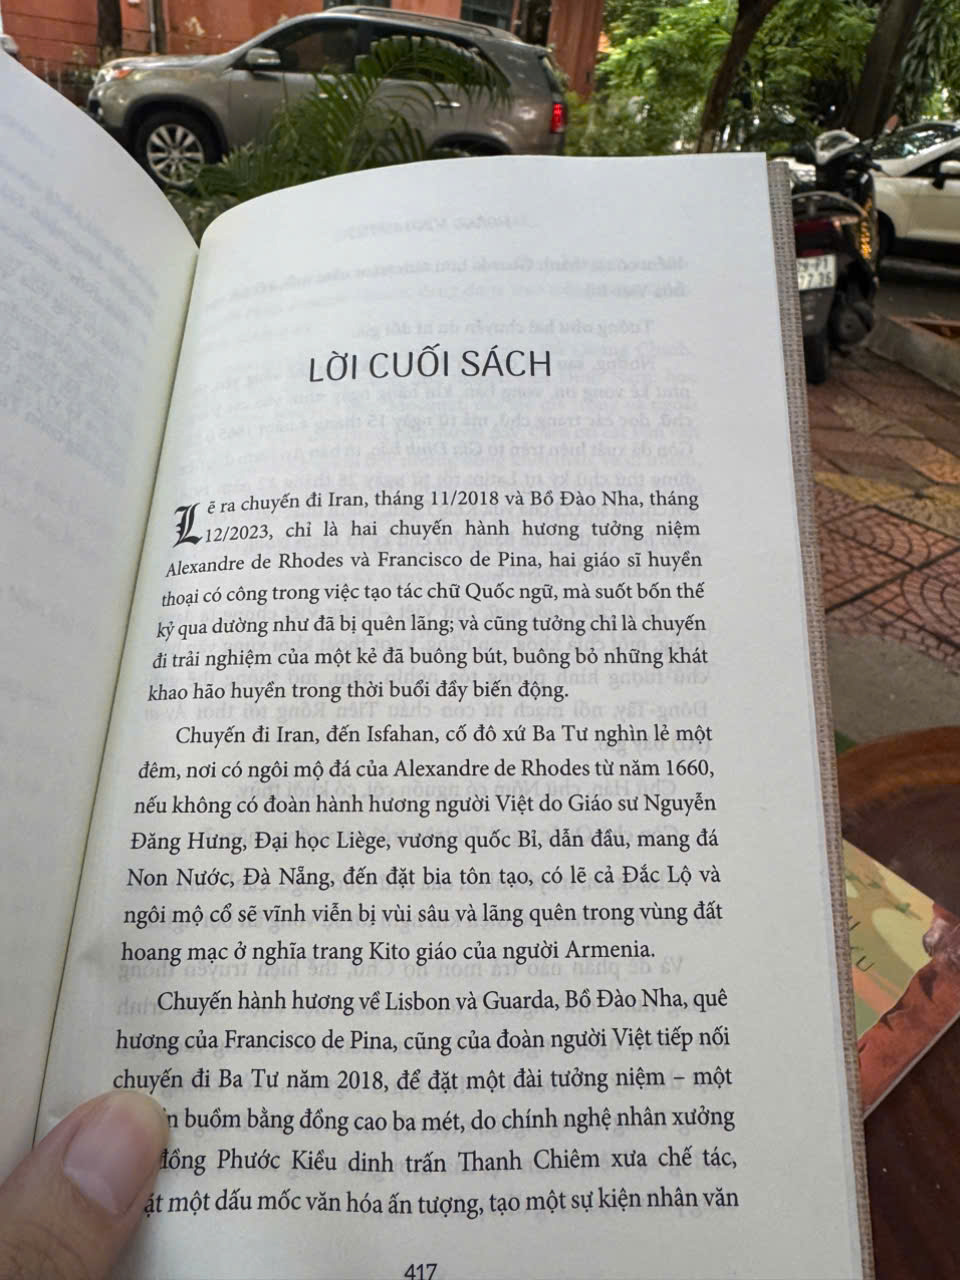 LỜI CUỐI SÁCH
Lẽ ra chuyến đi Iran, tháng 11/2018 và Bồ Đào Nha, tháng
12/2023, chỉ là hai chuyến hành hương tưởng niệm
Alexandre de Rhodes và Francisco de Pina, hai giáo sĩ huyền
thoại có công trong việc tạo tác chữ Quốc ngữ, mà suốt bốn thế
kỷ qua dường như đã bị quên lãng; và cũng tưởng chỉ là chuyến
đi trải nghiệm của một kẻ đã buông bút, buông bỏ những khát
khao hão huyền trong thời buổi đầy biến động.
Chuyến đi Iran, đến Isfahan, cố đô xứ Ba Tư nghìn lẻ một
đêm, nơi có ngôi mộ đá của Alexandre de Rhodes từ năm 1660,
nếu không có đoàn hành hương người Việt do Giáo sư Nguyễn
Đăng Hưng, Đại học Liège, vương quốc Bỉ, dẫn đầu, mang đá
Non Nước, Đà Nẵng, đến đặt bia tôn tạo, có lẽ cả Đắc Lộ và
ngôi mộ cổ sẽ vĩnh viễn bị vùi sâu và lãng quên trong vùng đất
hoang mạc ở nghĩa trang Kito giáo của người Armenia.
Chuyến hành hương về Lisbon và Guarda, Bồ Đào Nha, quê
hương của Francisco de Pina, cũng của đoàn người Việt tiếp nối
chuyến đi Ba Tư năm 2018, để đặt một đài tưởng niệm – một
buồm bằng đồng cao ba mét, do chính nghệ nhân xưởng
đồng Phước Kiều dinh trấn Thanh Chiêm xưa chế tác,
một dấu mốc văn hóa ấn tượng, tạo một sự kiện nhân văn
417